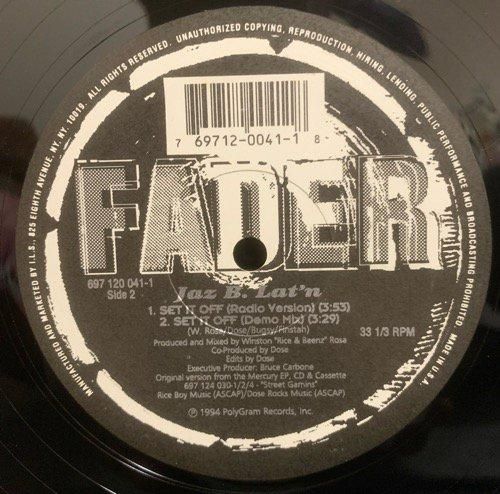 MANUFACTURED AND MARKETED BY I.L.S., 825 EIGHTH AVENUE, NY, NY. 10019. ALL RIGHTS RESERVED. UNAUTHORIZED COPYING, REPRODUCTION, HIRING, LENDING, PUBLIC PERFORMANCE AND BROADCASTING PROHIBITED. MADE IN U.S.A.
7 69712-0041-1 8
FADER
697 120 041-1
Side 2
Jaz B. Lat'n
1. SET IT OFF (Radio Version) (3:53)
2. SET IT OFF (Demo Mix) (3:29)
(W. Rosa/Dose/Bugsy/Finstah)
33 1/3 RPM
Produced and Mixed by Winston "Rice & Beenz" Rosa
Co-Produced by Dose
Edits by Dose
Executive Producer: Bruce Carbone
Original version from the Mercury EP, CD & Cassette
697 124 030-1/2/4 - "Street Gamins"
Rice Boy Music (ASCAP)/Dose Rocks Music (ASCAP)
℗ 1994 PolyGram Records, Inc.